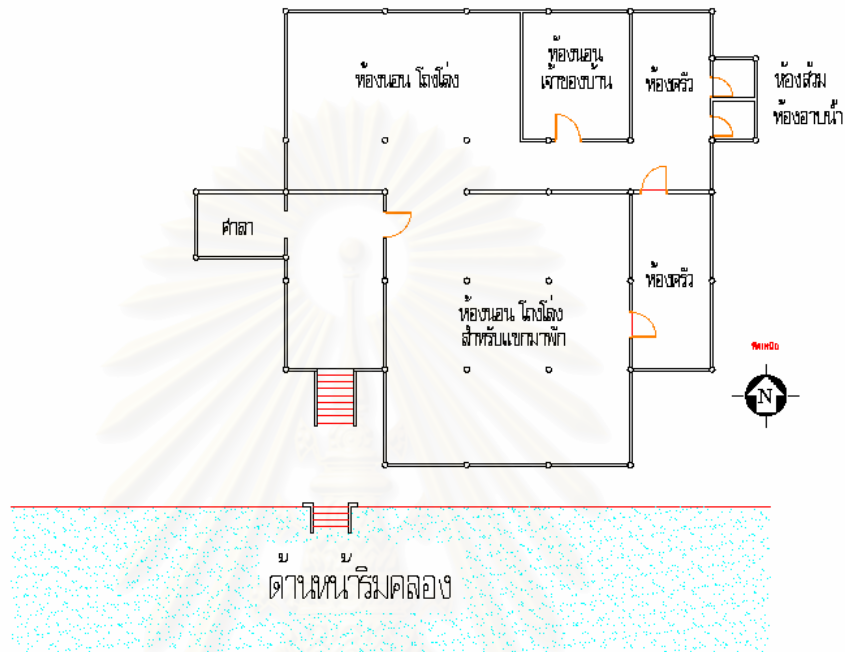 ห้องนอน โถงโล่ง
ห้องนอน
เจ้าของบ้าน
ห้องครัว
ห้องส้วม
ห้องอาบน้ำ
ศาลา
ห้องครัว
ห้องนอน โถงโล่ง
สำหรับแขกมาพัก
ทิศเหนือ
N
ด้านหน้าริมคลอง